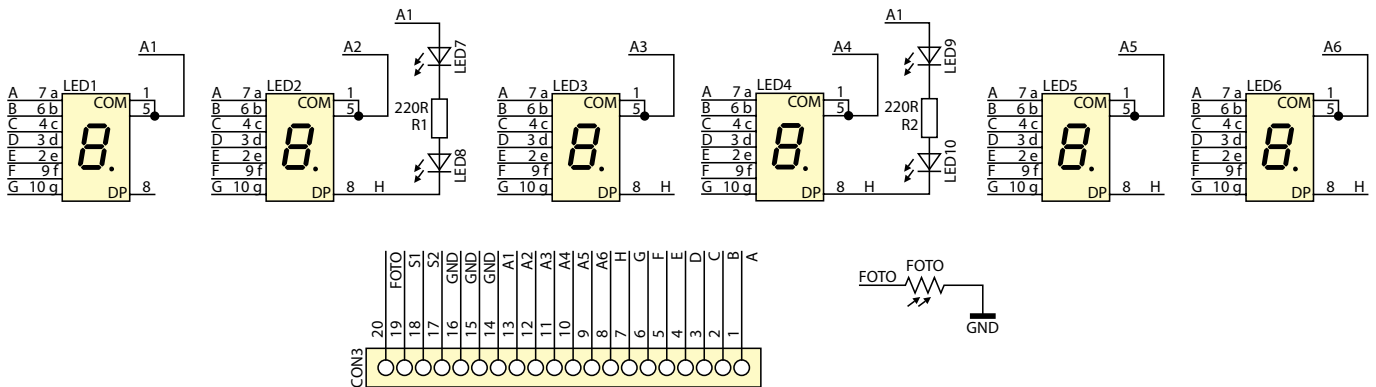 A1
A1
A1
A2
A3
A4
A5
A6
LED7
220R
R1
LED8
LED9
220R
R2
LED10
LED1
A 7 a
B 6 b
C 4 c
D 3 d
E 2 e
F 9 f
G 10 g
COM
1
5
8.
DP
8
LED2
A 7 a
B 6 b
C 4 c
D 3 d
E 2 e
F 9 f
G 10 g
COM
1
5
8.
DP
8 H
LED3
A 7 a
B 6 b
C 4 c
D 3 d
E 2 e
F 9 f
G 10 g
COM
1
5
8.
DP
8 H
LED4
A 7 a
B 6 b
C 4 c
D 3 d
E 2 e
F 9 f
G 10 g
COM
1
5
8.
DP
8 H
LED5
A 7 a
B 6 b
C 4 c
D 3 d
E 2 e
F 9 f
G 10 g
COM
1
5
8.
DP
8 H
LED6
A 7 a
B 6 b
C 4 c
D 3 d
E 2 e
F 9 f
G 10 g
COM
1
5
8.
DP
8 H
FOTO S1 S2 GND GND GND A1 A2 A3 A4 A5 A6 H G F E D C B A
20 19 18 17 16 15 14 13 12 11 10 9 8 7 6 5 4 3 2 1
CON3
FOTO
FOTO
GND